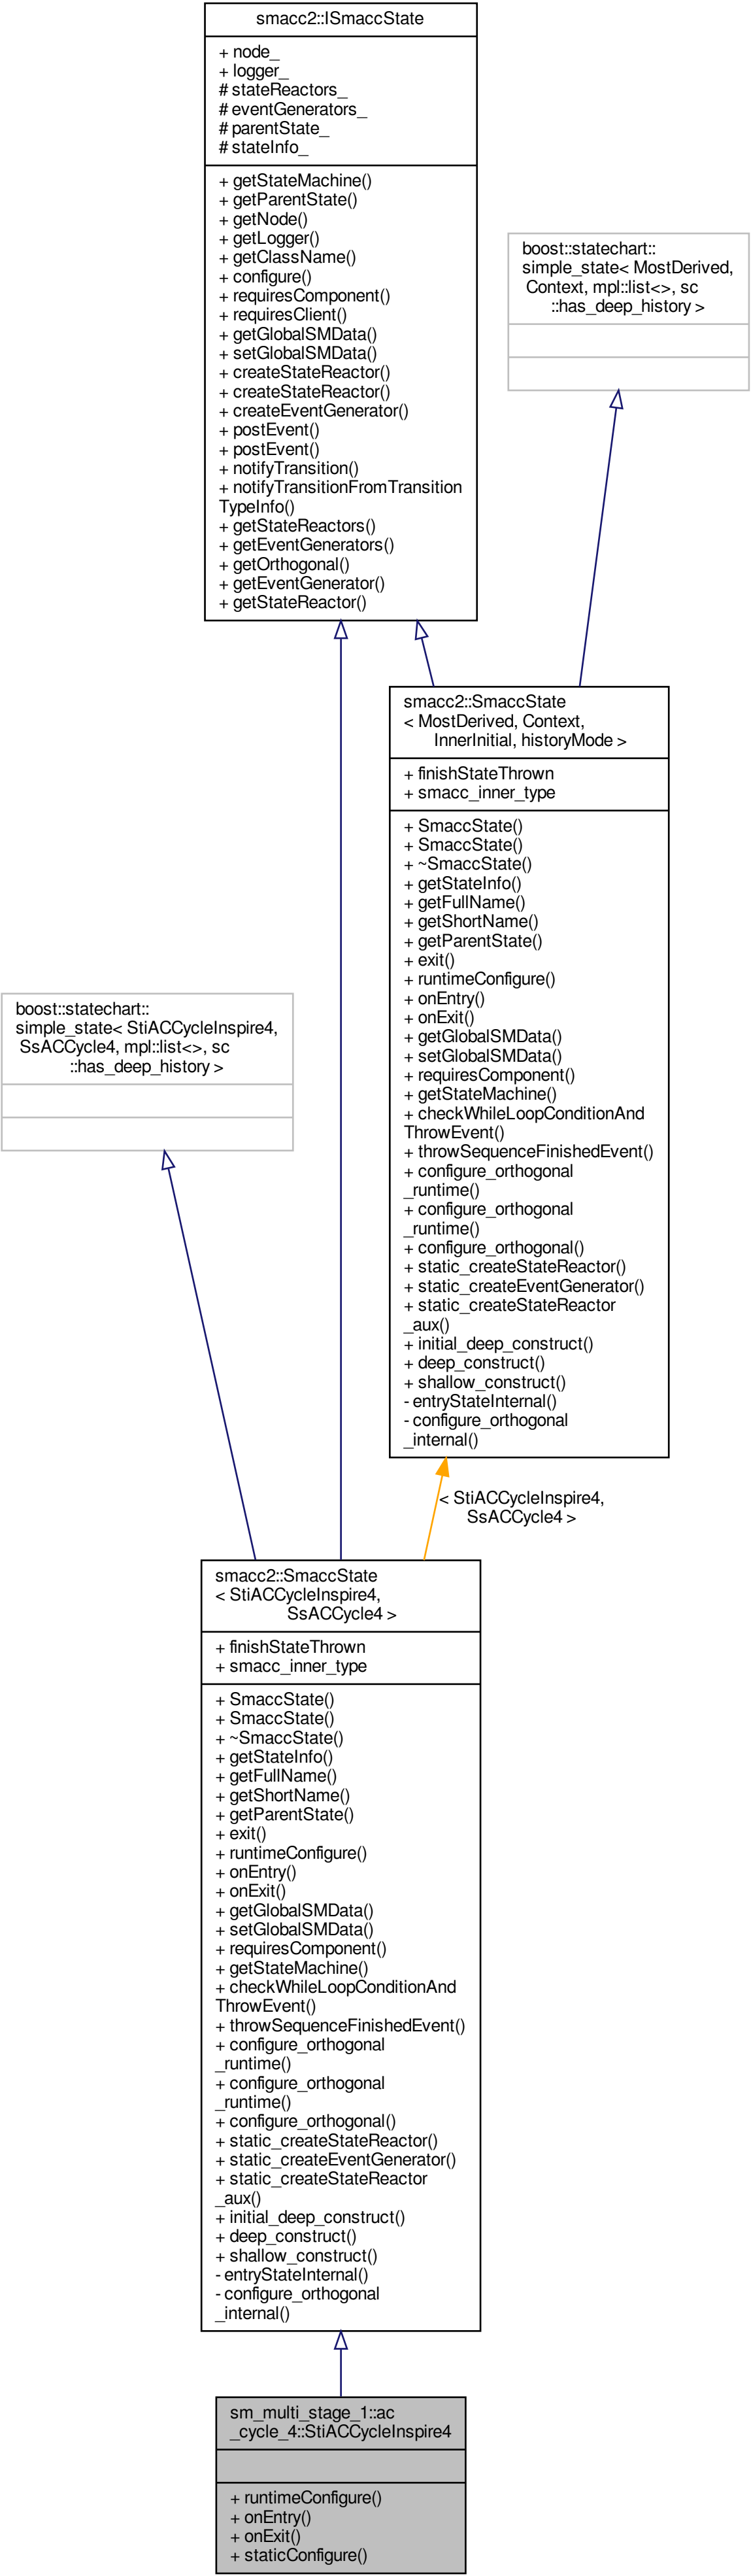 smacc2::ISmaccState
+ node_
+ logger_
# stateReactors_
# eventGenerators_
# parentState_
# stateInfo_
+ getStateMachine()
+ getParentState()
+ getNode()
+ getLogger()
+ getClassName()
+ configure()
+ requiresComponent()
+ requiresClient()
+ getGlobalSMData()
+ setGlobalSMData()
+ createStateReactor()
+ createStateReactor()
+ createEventGenerator()
+ postEvent()
+ postEvent()
+ notifyTransition()
+ notifyTransitionFromTransition
TypeInfo()
+ getStateReactors()
+ getEventGenerators()
+ getOrthogonal()
+ getEventGenerator()
+ getStateReactor()
boost::statechart::
simple_state< MostDerived,
Context, mpl::list<>, sc
::has_deep_history >
smacc2::SmaccState
< MostDerived, Context,
InnerInitial, historyMode >
+ finishStateThrown
+ smacc_inner_type
+ SmaccState()
+ SmaccState()
+ ~SmaccState()
+ getStateInfo()
+ getFullName()
+ getShortName()
+ getParentState()
+ exit()
+ runtimeConfigure()
+ onEntry()
+ onExit()
+ getGlobalSMData()
+ setGlobalSMData()
+ requiresComponent()
+ getStateMachine()
+ checkWhileLoopConditionAnd
ThrowEvent()
+ throwSequenceFinishedEvent()
+ configure_orthogonal
_runtime()
+ configure_orthogonal
_runtime()
+ configure_orthogonal()
+ static_createStateReactor()
+ static_createEventGenerator()
+ static_createStateReactor
_aux()
+ initial_deep_construct()
+ deep_construct()
+ shallow_construct()
- entryStateInternal()
- configure_orthogonal
_internal()
boost::statechart::
simple_state< StiACCycleInspire4,
SsACCycle4, mpl::list<>, sc
::has_deep_history >
< StiACCycleInspire4,
SsACCycle4 >
smacc2::SmaccState
< StiACCycleInspire4,
SsACCycle4 >
+ finishStateThrown
+ smacc_inner_type
+ SmaccState()
+ SmaccState()
+ ~SmaccState()
+ getStateInfo()
+ getFullName()
+ getShortName()
+ getParentState()
+ exit()
+ runtimeConfigure()
+ onEntry()
+ onExit()
+ getGlobalSMData()
+ setGlobalSMData()
+ requiresComponent()
+ getStateMachine()
+ checkWhileLoopConditionAnd
ThrowEvent()
+ throwSequenceFinishedEvent()
+ configure_orthogonal
_runtime()
+ configure_orthogonal
_runtime()
+ configure_orthogonal()
+ static_createStateReactor()
+ static_createEventGenerator()
+ static_createStateReactor
_aux()
+ initial_deep_construct()
+ deep_construct()
+ shallow_construct()
- entryStateInternal()
- configure_orthogonal
_internal()
sm_multi_stage_1::ac
_cycle_4::StiACCycleInspire4
+ runtimeConfigure()
+ onEntry()
+ onExit()
+ staticConfigure()